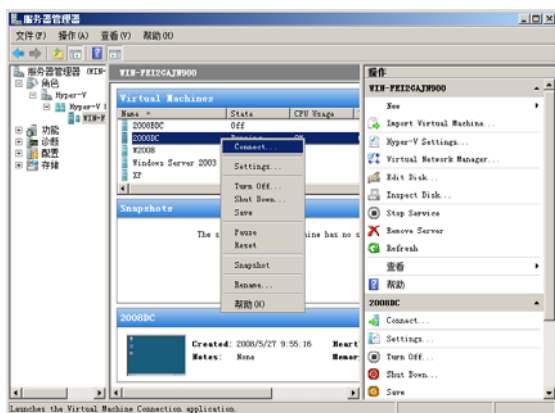 服务器管理器
文件(F) 操作(A) 查看(V) 帮助(H)
服务器管理器 (WIN-
角色
Hyper-V
Hyper-V
WIN-F
功能
诊断
配置
存储
WIN-FEI2CAJW900
Virtual Machines
Name State CPU Usage
2000BDC Off
2008DC Running
W2008
Windows Server 2003
XP
Connect...
Settings...
Turn Off...
Shut Down...
Save
Pause
Reset
Snapshot
Rename...
帮助(H)
Snapshots
The s ine has no s
2008DC
Created: 2008/5/27 9:55:16 Heart
Notes: None Memor
操作
WIN-FEI2CAJW900
New
Import Virtual Machine...
Hyper-V Settings...
Virtual Network Manager...
Edit Disk...
Inspect Disk...
Stop Service
Remove Server
Refresh
查看
帮助
2008DC
Connect...
Settings...
Turn Off...
Shut Down...
Save
Launches the Virtual Machine Connection application.